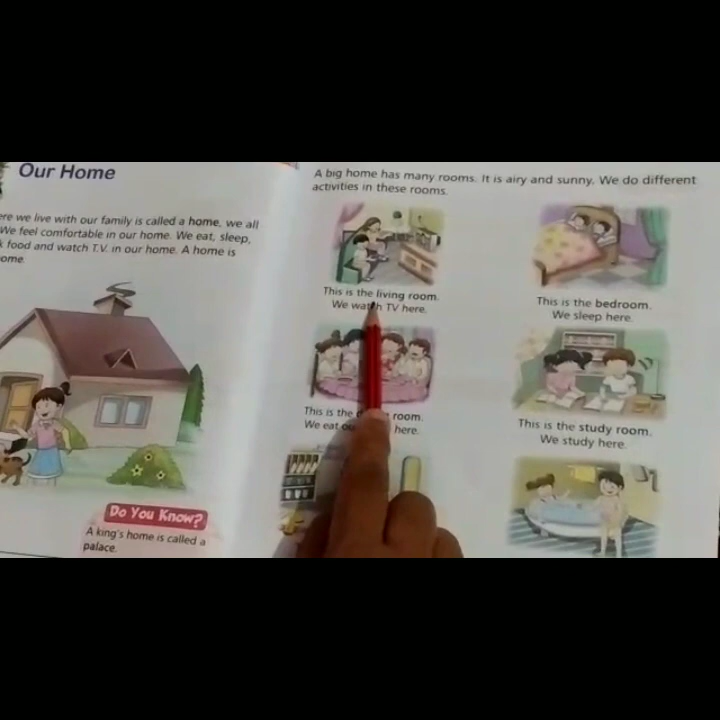 Our Home
ere we live with our family is called a home, we all
We feel comfortable in our home. We eat, sleep,
k food and watch T.V. in our home. A home is
ome.
Do You Know?
A king's home is called a
palace.
A big home has many rooms. It is airy and sunny. We do different
activities in these rooms.
This is the living room.
We watch TV here.
This is the bedroom.
We sleep here.
This is the room.
We eat here.
This is the study room.
We study here.